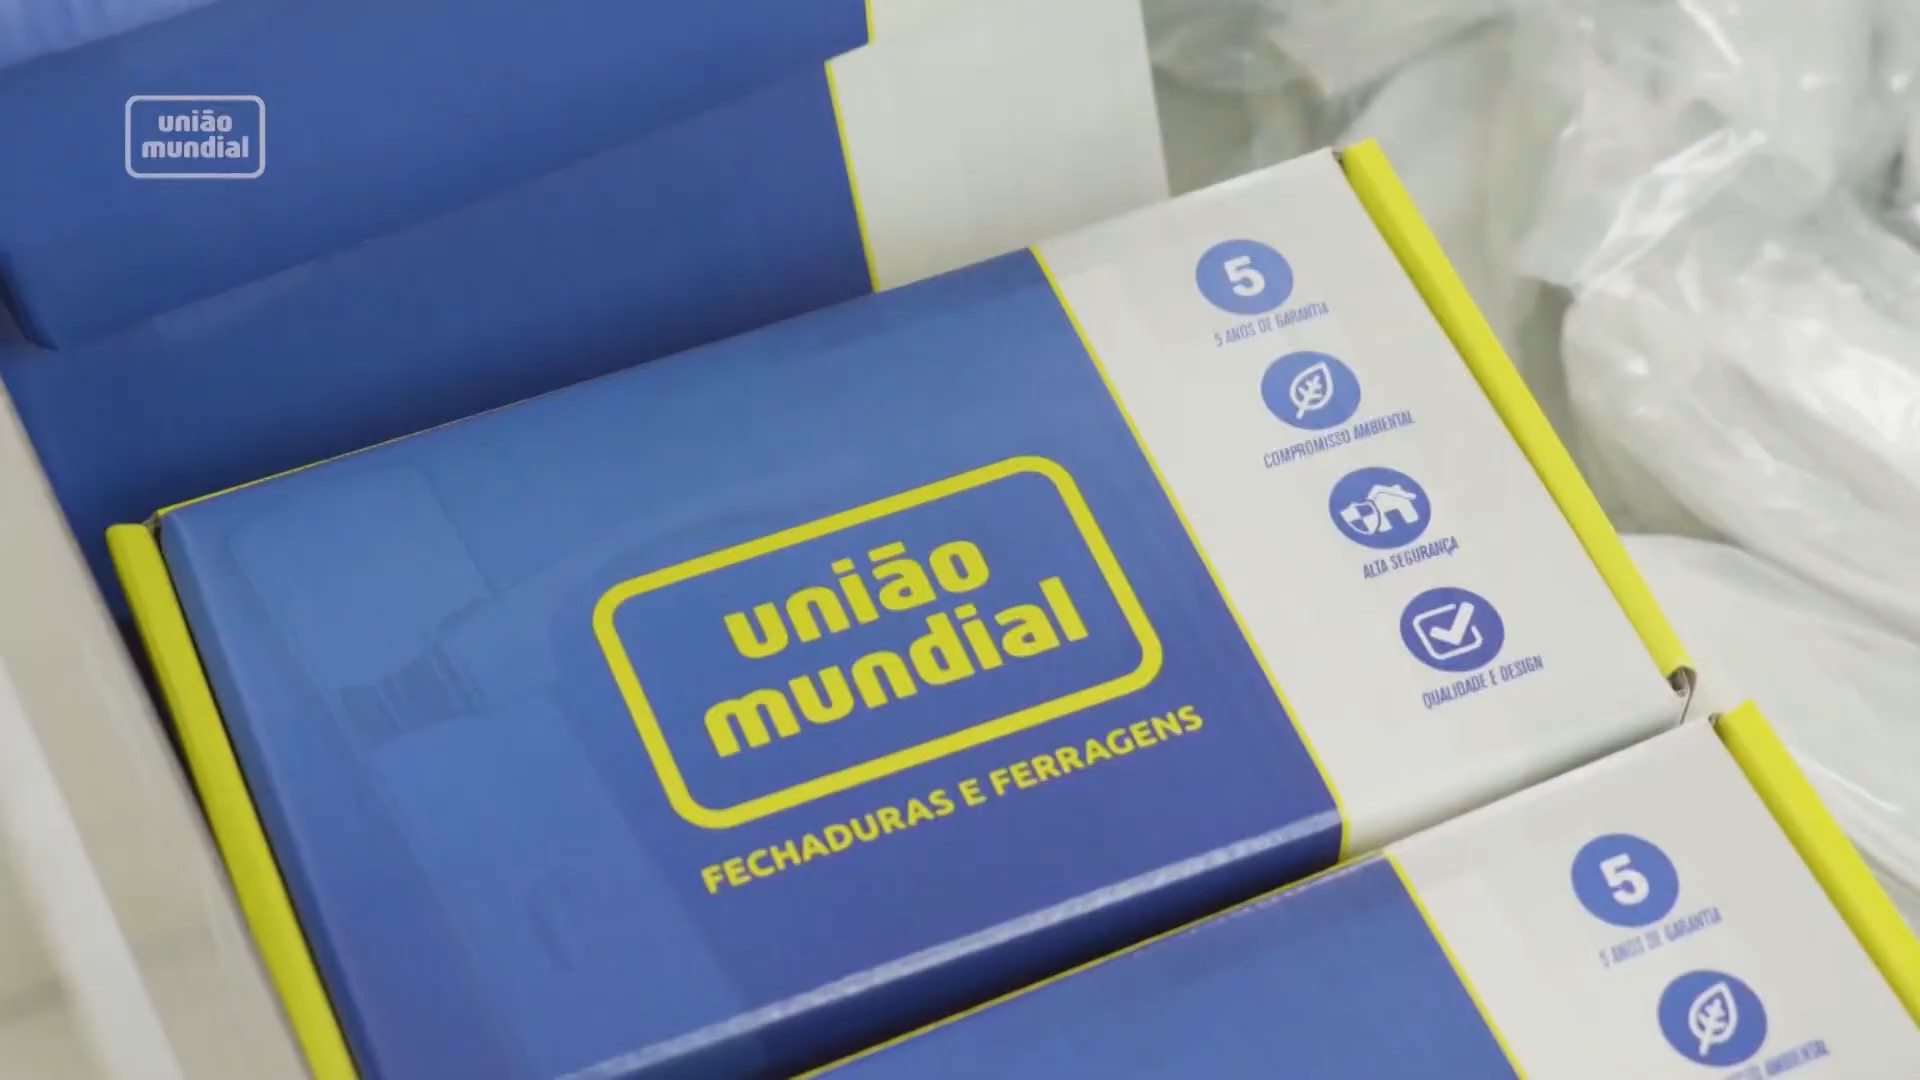 união
mundial
5
5 ANOS DE GARANTIA
COMPROMISSO AMBIENTAL
ALTA SEGURANÇA
QUALIDADE E DESIGN
união
mundial
FECHADURAS E FERRAGENS
5
5 ANOS DE GARANTIA
AMBIENTAL